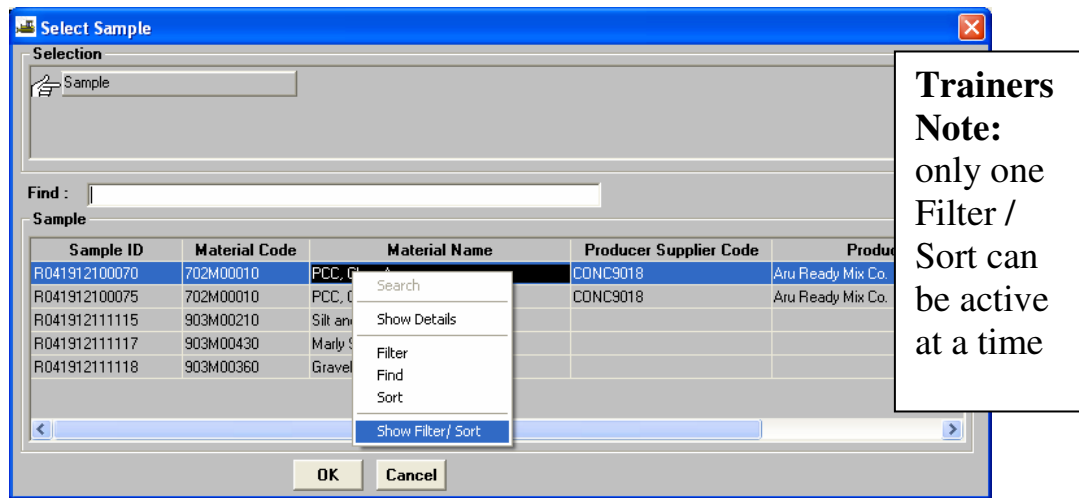 Select Sample
Selection
Sample
Find :
Sample
Sample ID Material Code Material Name Producer Supplier Code
R041912100070 702M00010 PCC, CONC9018 Aru Ready Mix Co.
R041912100075 702M00010 PCC, CONC9018 Aru Ready Mix Co.
R041912111115 903M00210 Silt
R041912111117 903M00430 Marly
R041912111118 903M00360 Gravel
Search
Show Details
Filter
Find
Sort
Show Filter/ Sort
OK Cancel
Trainers
Note:
only one
Filter /
Sort can
be active
at a time